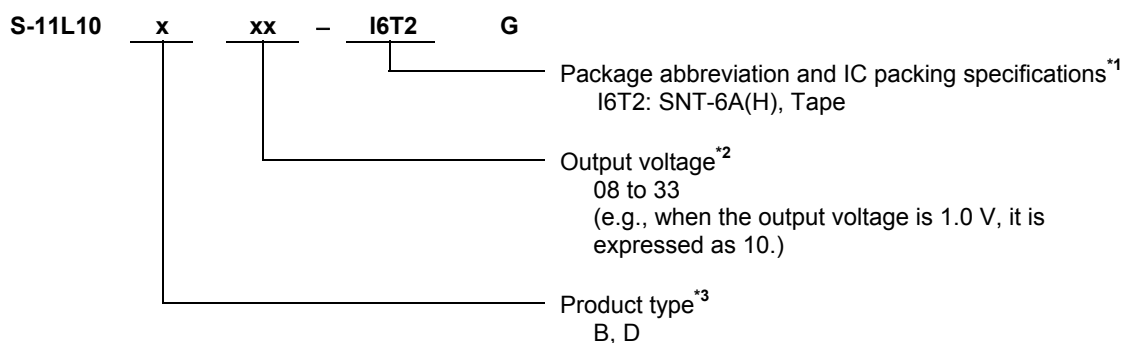 S-11L10 x xx – I6T2 G
Package abbreviation and IC packing specifications*1
I6T2: SNT-6A(H), Tape
Output voltage*2
08 to 33
(e.g., when the output voltage is 1.0 V, it is
expressed as 10.)
Product type*3
B, D